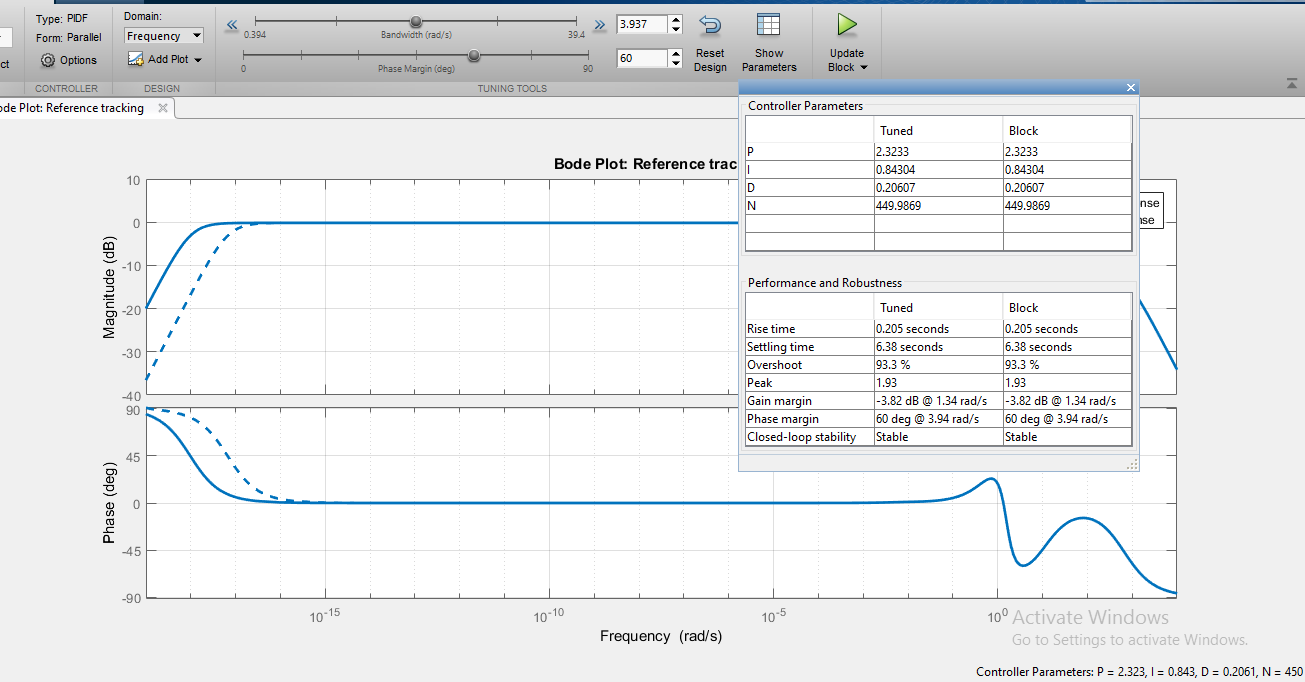 Type: PIDF
Form: Parallel
ct
Options
CONTROLLER
Domain:
Frequency
Add Plot
DESIGN
0.394
Bandwidth (rad/s)
39.4
3.937
0
Phase Margin (deg)
90
60
Reset
Design
Show
Parameters
TUNING TOOLS
Update
Block
ode Plot: Reference tracking
Bode Plot: Reference trac
10
0
-10
-20
-30
-40
Magnitude (dB)
90
45
0
-45
-90
Phase (deg)
10-15
10-10
10-5
100
Frequency (rad/s)
nse
se
Controller Parameters
Tuned Block
P 2.3233 2.3233
I 0.84304 0.84304
D 0.20607 0.20607
N 449.9869 449.9869
Performance and Robustness
Tuned Block
Rise time 0.205 seconds 0.205 seconds
Settling time 6.38 seconds 6.38 seconds
Overshoot 93.3 % 93.3 %
Peak 1.93 1.93
Gain margin -3.82 dB @ 1.34 rad/s -3.82 dB @ 1.34 rad/s
Phase margin 60 deg @ 3.94 rad/s 60 deg @ 3.94 rad/s
Closed-loop stability Stable Stable
Activate Windows
Go to Settings to activate Windows.
Controller Parameters: P = 2.323, I = 0.843, D = 0.2061, N = 450